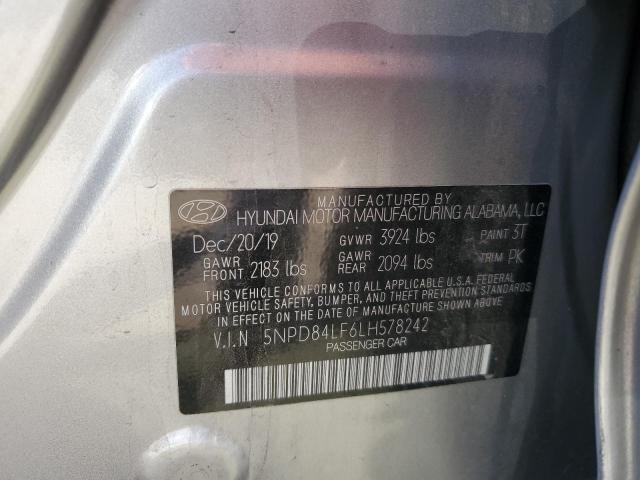 MANUFACTURED BY
HYUNDAI MOTOR MANUFACTURING ALABAMA, LLC
Dec/20/19 GVWR 3924 lbs PAINT 3T
GAWR FRONT 2183 lbs GAWR REAR 2094 lbs TRIM PK
THIS VEHICLE CONFORMS TO ALL APPLICABLE U.S.A. FEDERAL
MOTOR VEHICLE SAFETY, BUMPER, AND THEFT PREVENTION STANDARDS
IN EFFECT ON THE DATE OF MANUFACTURE SHOWN ABOVE.
V.I.N 5NPD84LF6LH578242
PASSENGER CAR